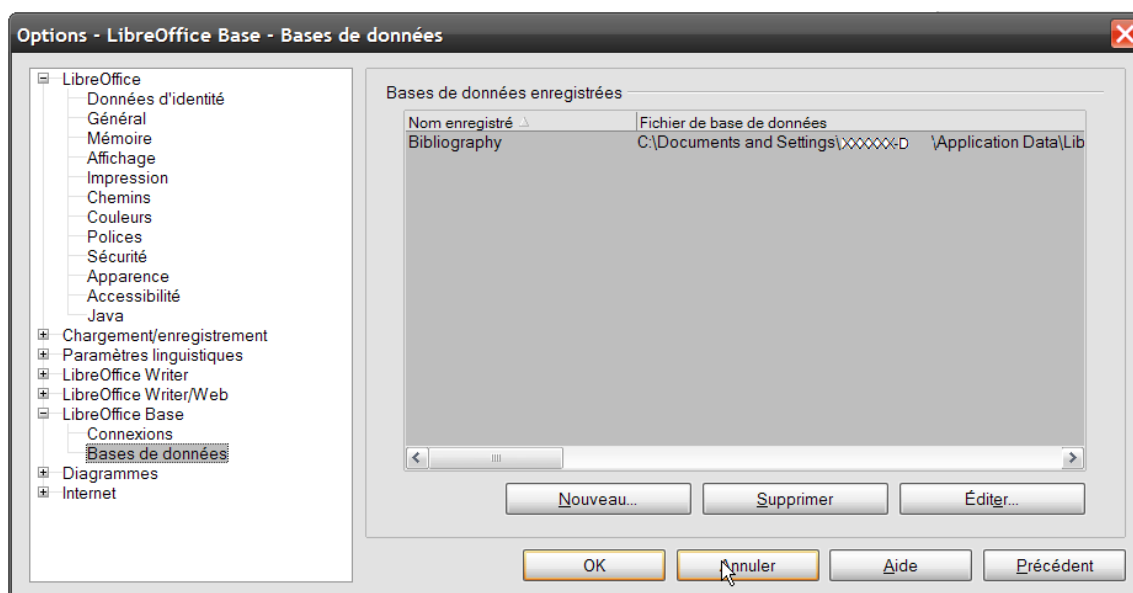 Options - LibreOffice Base - Bases de données
LibreOffice
Données d'identité
Général
Mémoire
Affichage
Impression
Chemins
Couleurs
Polices
Sécurité
Apparence
Accessibilité
Java
Chargement/enregistrement
Paramètres linguistiques
LibreOffice Writer
LibreOffice Writer/Web
LibreOffice Base
Connexions
Bases de données
Diagrammes
Internet
Bases de données enregistrées
Nom enregistré Fichier de base de données
Bibliography C:\Documents and Settings\XXXXXX-D \Application Data\Lib
Nouveau... Supprimer Éditer...
OK Annuler Aide Précédent